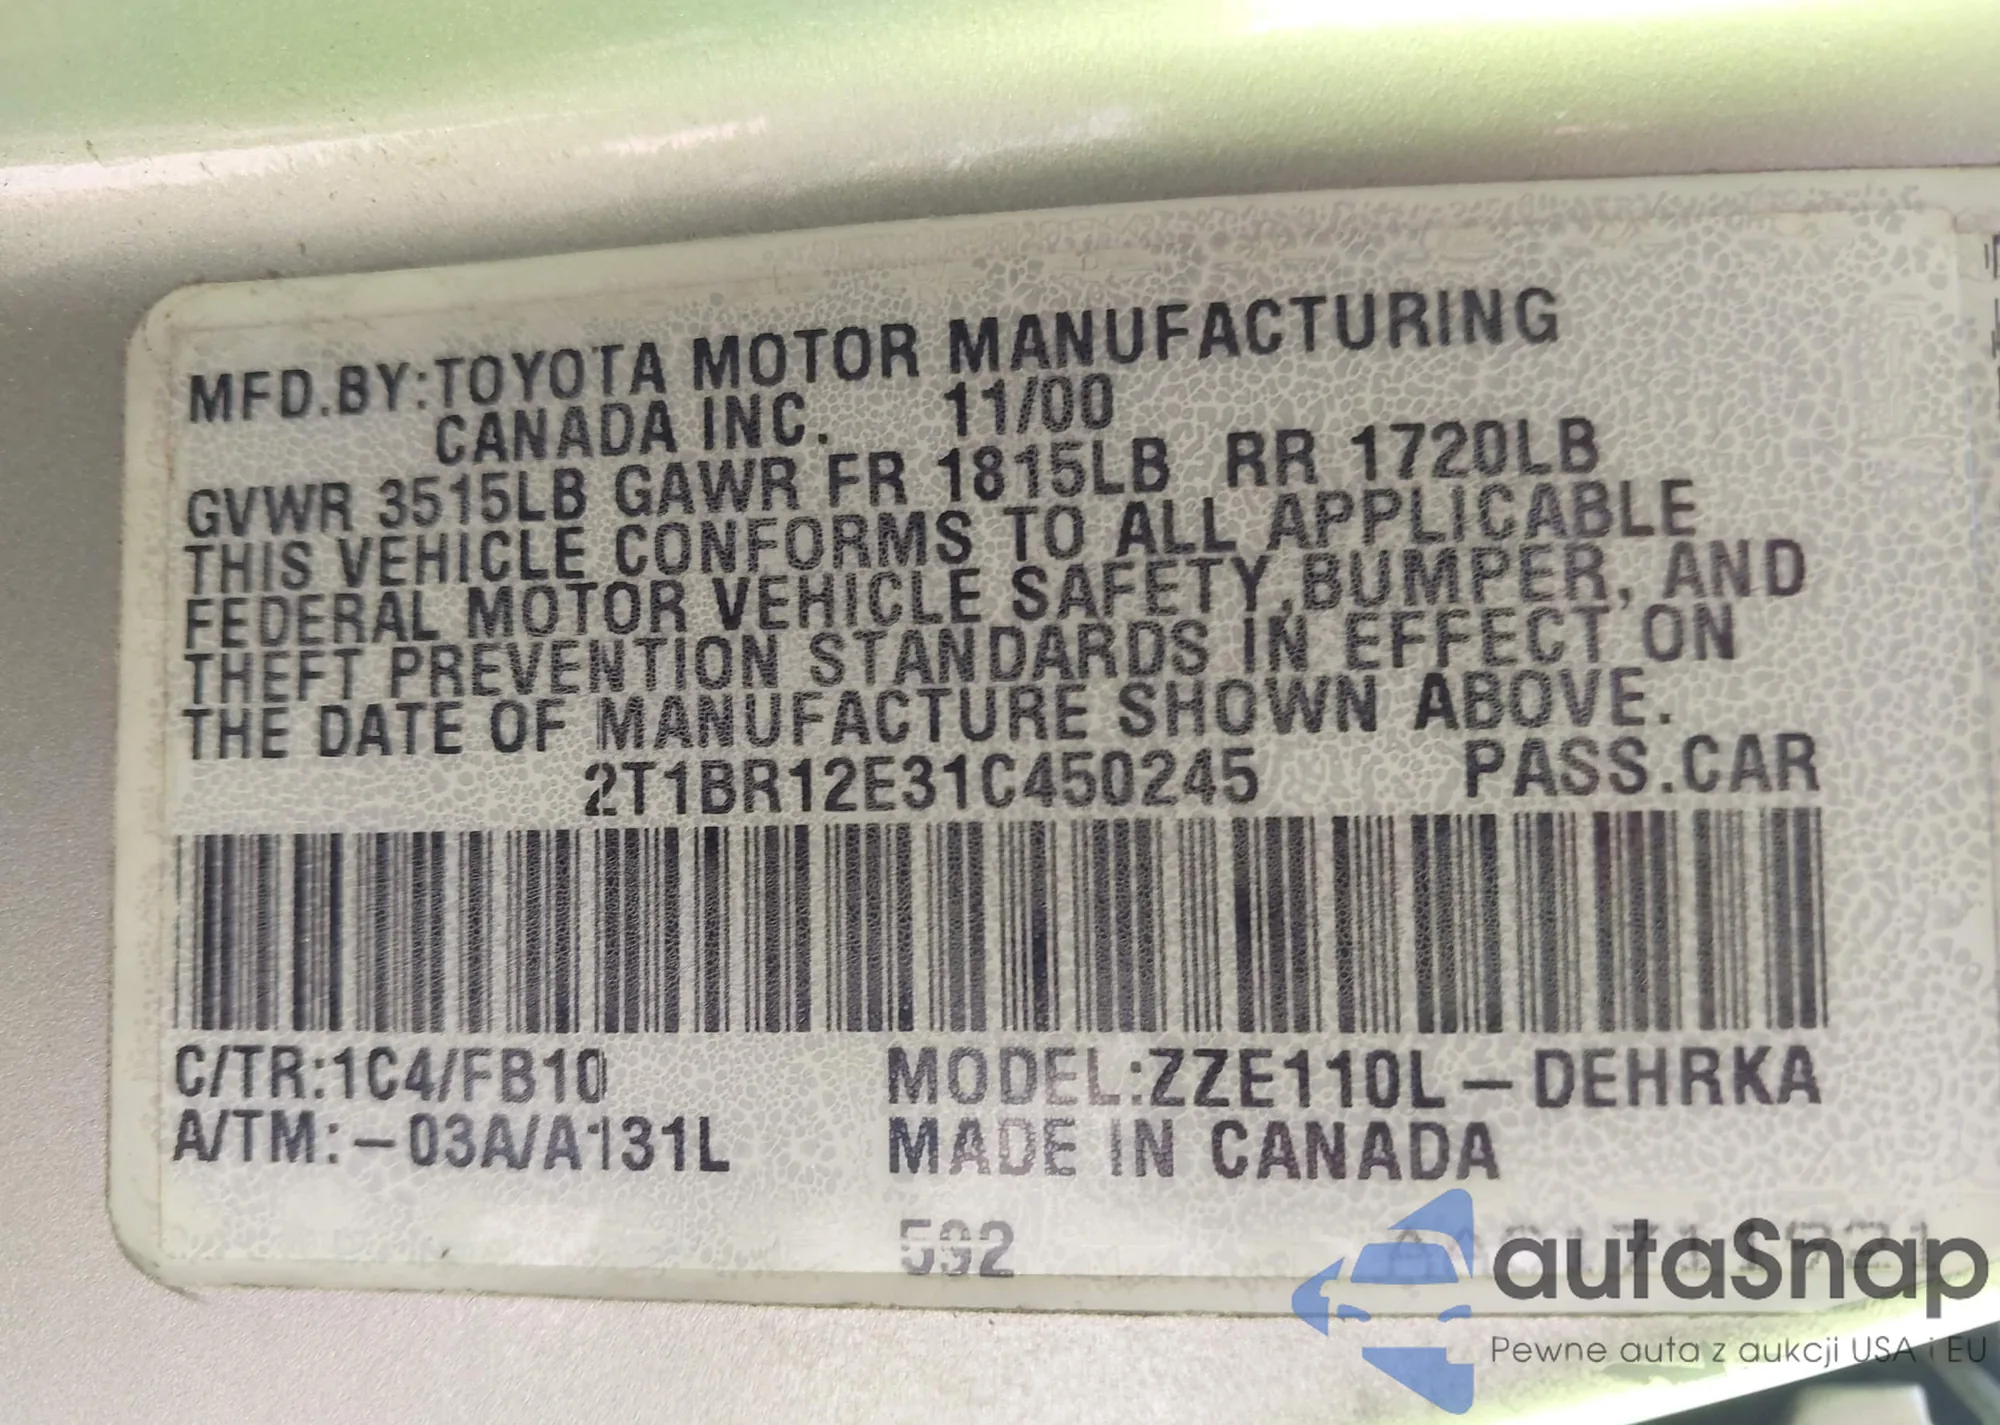 MFD.BY:TOYOTA MOTOR MANUFACTURING
CANADA INC. 11/00
GVWR 3515LB GAWR FR 1815LB RR 1720LB
THIS VEHICLE CONFORMS TO ALL APPLICABLE
FEDERAL MOTOR VEHICLE SAFETY,BUMPER, AND
THEFT PREVENTION STANDARDS IN EFFECT ON
THE DATE OF MANUFACTURE SHOWN ABOVE.
2T1BR12E31C450245 PASS.CAR
C/TR:1C4/FB10 MODEL:ZZE110L-DEHRKA
A/TM:-03A/A131L MADE IN CANADA
592
autaSnap
Pewne auta z aukcji USA i EU